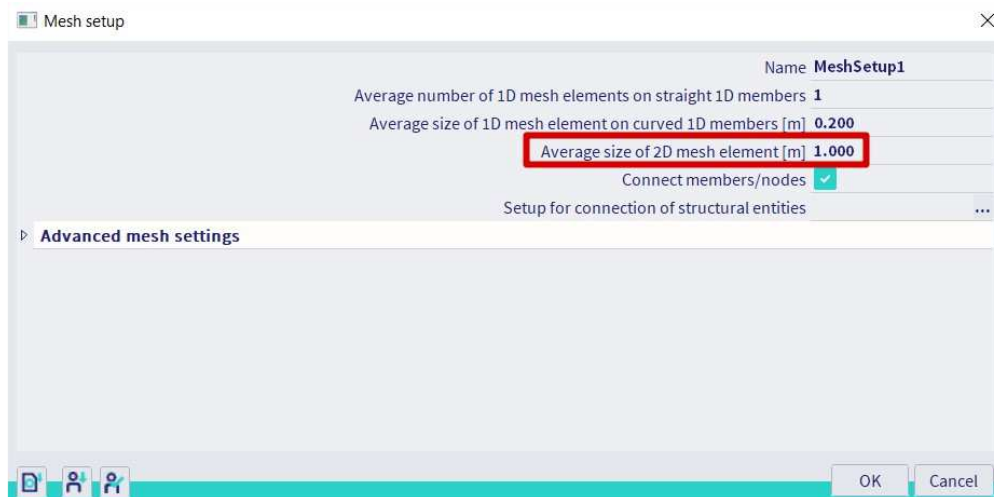 Mesh setup
Name MeshSetup1
Average number of 1D mesh elements on straight 1D members 1
Average size of 1D mesh element on curved 1D members [m] 0.200
Average size of 2D mesh element [m] 1.000
Connect members/nodes
Setup for connection of structural entities ...
Advanced mesh settings
OK Cancel